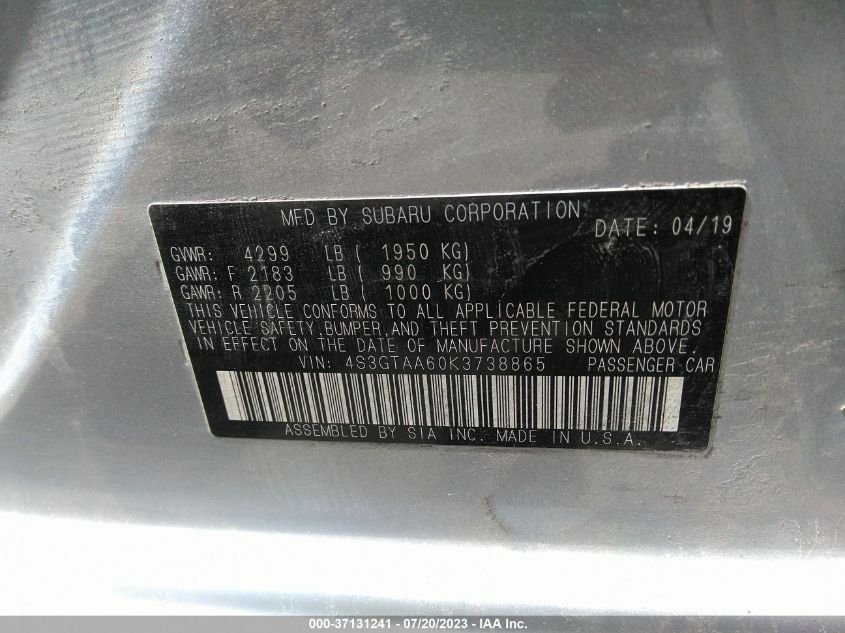 MFD BY SUBARU CORPORATION DATE: 04/19
GVWR: 4299 LB ( 1950 KG)
GAWR: F 2183 LB ( 990 KG)
GAWR: R 2205 LB ( 1000 KG)
THIS VEHICLE CONFORMS TO ALL APPLICABLE FEDERAL MOTOR
VEHICLE SAFETY, BUMPER, AND THEFT PREVENTION STANDARDS
IN EFFECT ON THE DATE OF MANUFACTURE SHOWN ABOVE.
VIN: 4S3GTAA60K3738865 PASSENGER CAR
ASSEMBLED BY SIA INC. MADE IN U.S.A.
000-37131241 - 07/20/2023 - IAA Inc.